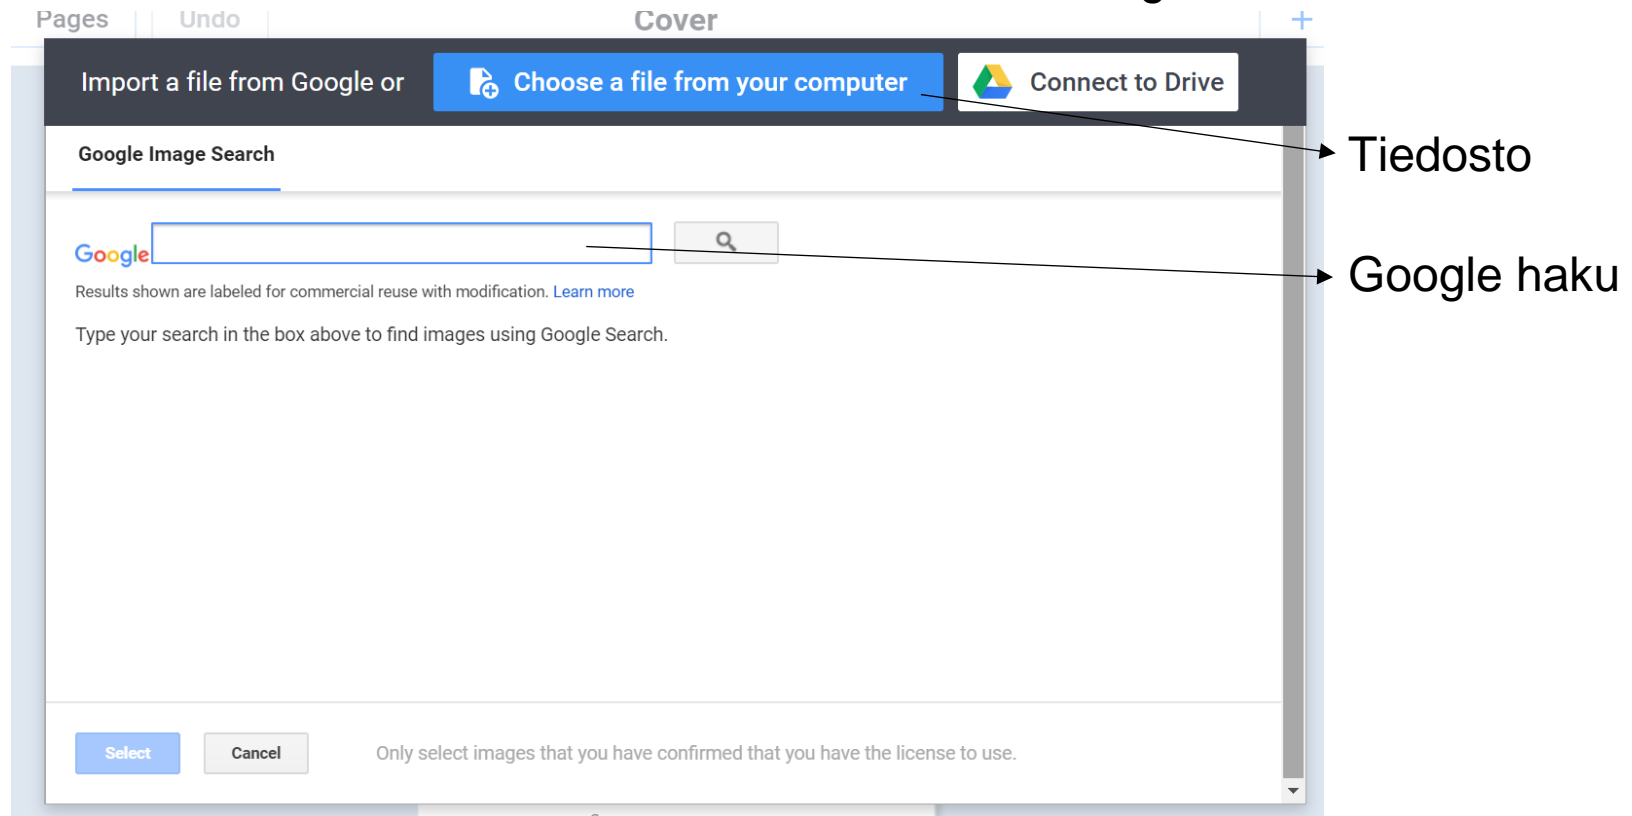 Pages Undo Cover +
Import a file from Google or Choose a file from your computer Connect to Drive
Tiedosto
Google Image Search
Google
Google haku
Results shown are labeled for commercial reuse with modification. Learn more
Type your search in the box above to find images using Google Search.
Select Cancel Only select images that you have confirmed that you have the license to use.